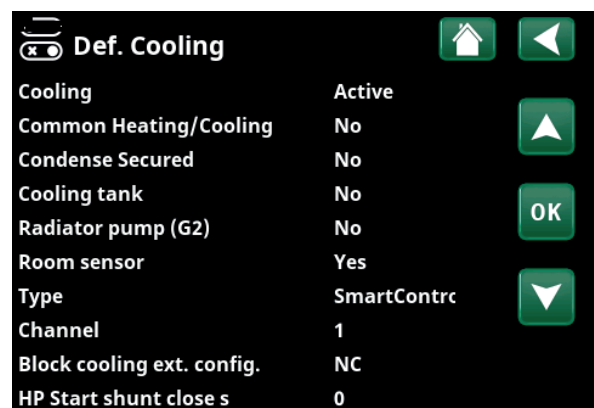 Def. Cooling
Cooling Active
Common Heating/Cooling No
Condense Secured No
Cooling tank No
Radiator pump (G2) No
Room sensor Yes
Type SmartContrc
Channel 1
Block cooling ext. config. NC
HP Start shunt close s 0
OK